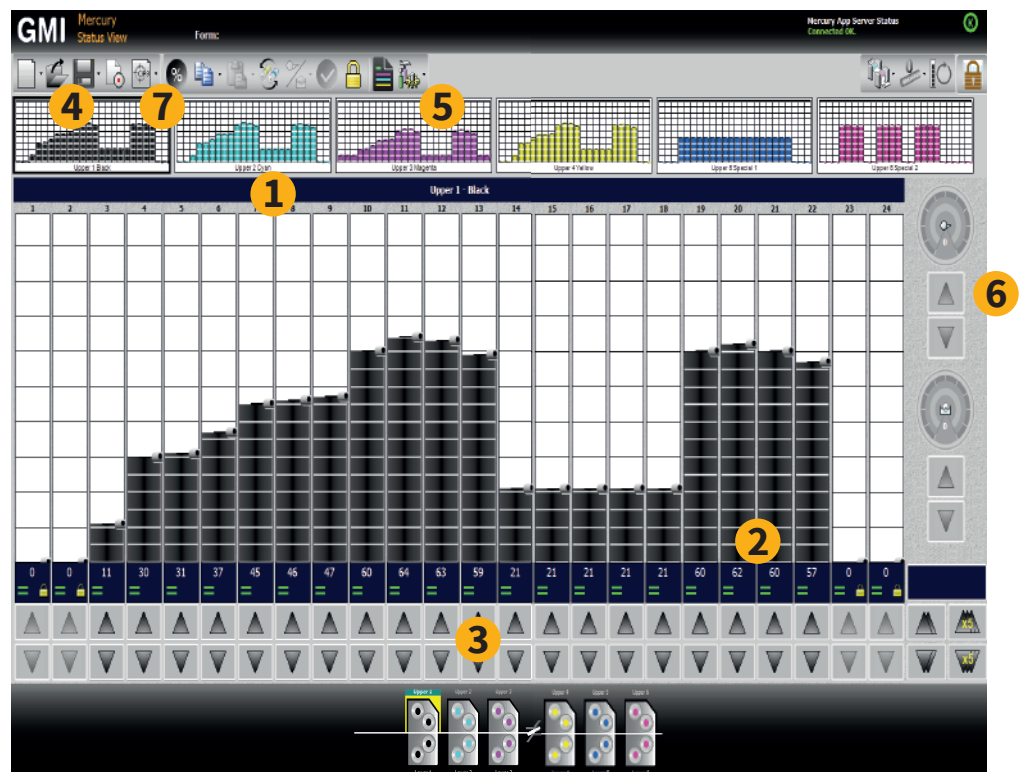 GMI
Mercury
Status View
Form:
Mercury App Server Status
Connected OK.
4
7
5
Upper 1 Black
Upper 2 Cyan
Upper 3 Magenta
Upper 4 Yellow
Upper 5 Special 1
Upper 6 Special 2
1
Upper 1 - Black
1 2 3 4 5 6 7 8 9 10 11 12 13 14 15 16 17 18 19 20 21 22 23 24
0
6
0
2
0 0 11 30 31 37 45 46 47 60 64 63 59 21 21 21 21 21 60 62 60 57 0 0
3
x5
x5
Upper 1 Upper 2 Upper 3 Upper 4 Upper 5 Upper 6